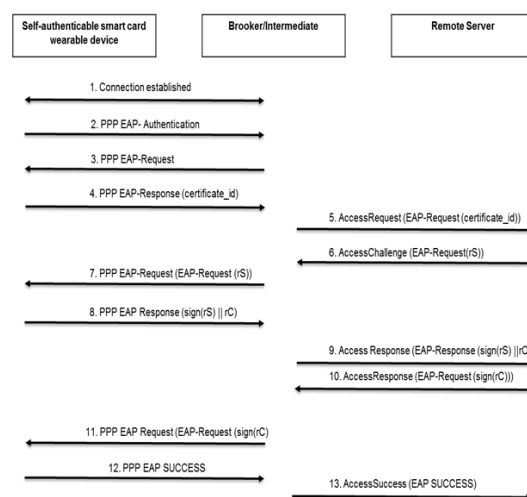 Self-authenticable smart card
wearable device
Brooker/Intermediate
Remote Server
1. Connection established
2. PPP EAP- Authentication
3. PPP EAP-Request
4. PPP EAP-Response (certificate_id)
5. AccessRequest (EAP-Request (certificate_id))
6. AccessChallenge (EAP-Request(rS))
7. PPP EAP-Request (EAP-Request (rS))
8. PPP EAP Response (sign(rS) || rC)
9. Access Response (EAP-Response (sign(rS) ||rC
10. AccessResponse (EAP-Request (sign(rC)))
11. PPP EAP Request (EAP-Request (sign(rC)
12. PPP EAP SUCCESS
13. AccessSuccess (EAP SUCCESS)